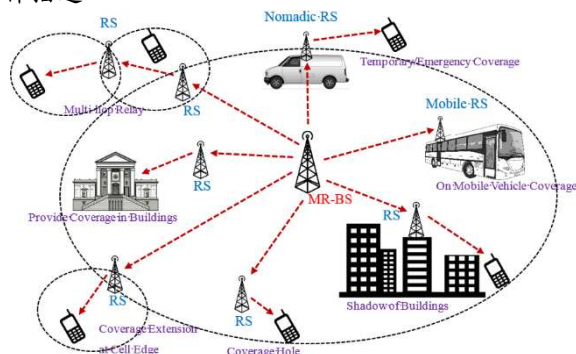 RS
Nomadic RS
Temporary/Emergency Coverage
Multi-hop Relay
RS
Mobile RS
RS
On Mobile Vehicle Coverage
Provide Coverage in Buildings
MR-BS
RS
Shadow of Buildings
RS
RS
Coverage Extension
at Cell Edge
Coverage Hole